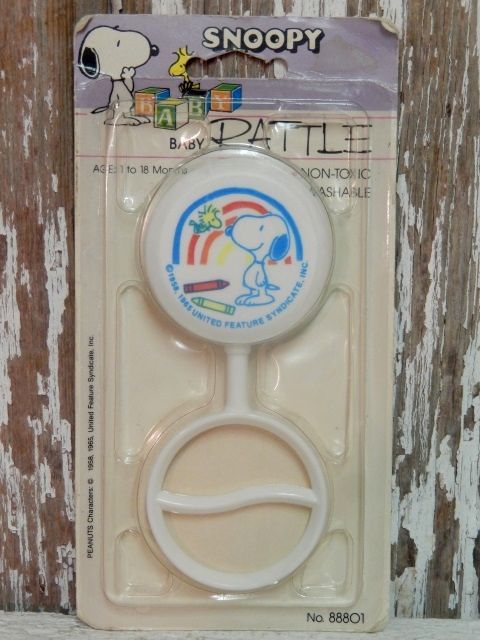 SNOOPY
BABY
BABY RATTLE
AGE: 1 to 18 Months
NON-TOXIC
WASHABLE
©1958, 1965 UNITED FEATURE SYNDICATE, INC.
PEANUTS Characters: © 1958, 1965, United Feature Syndicate, Inc.
No. 88801